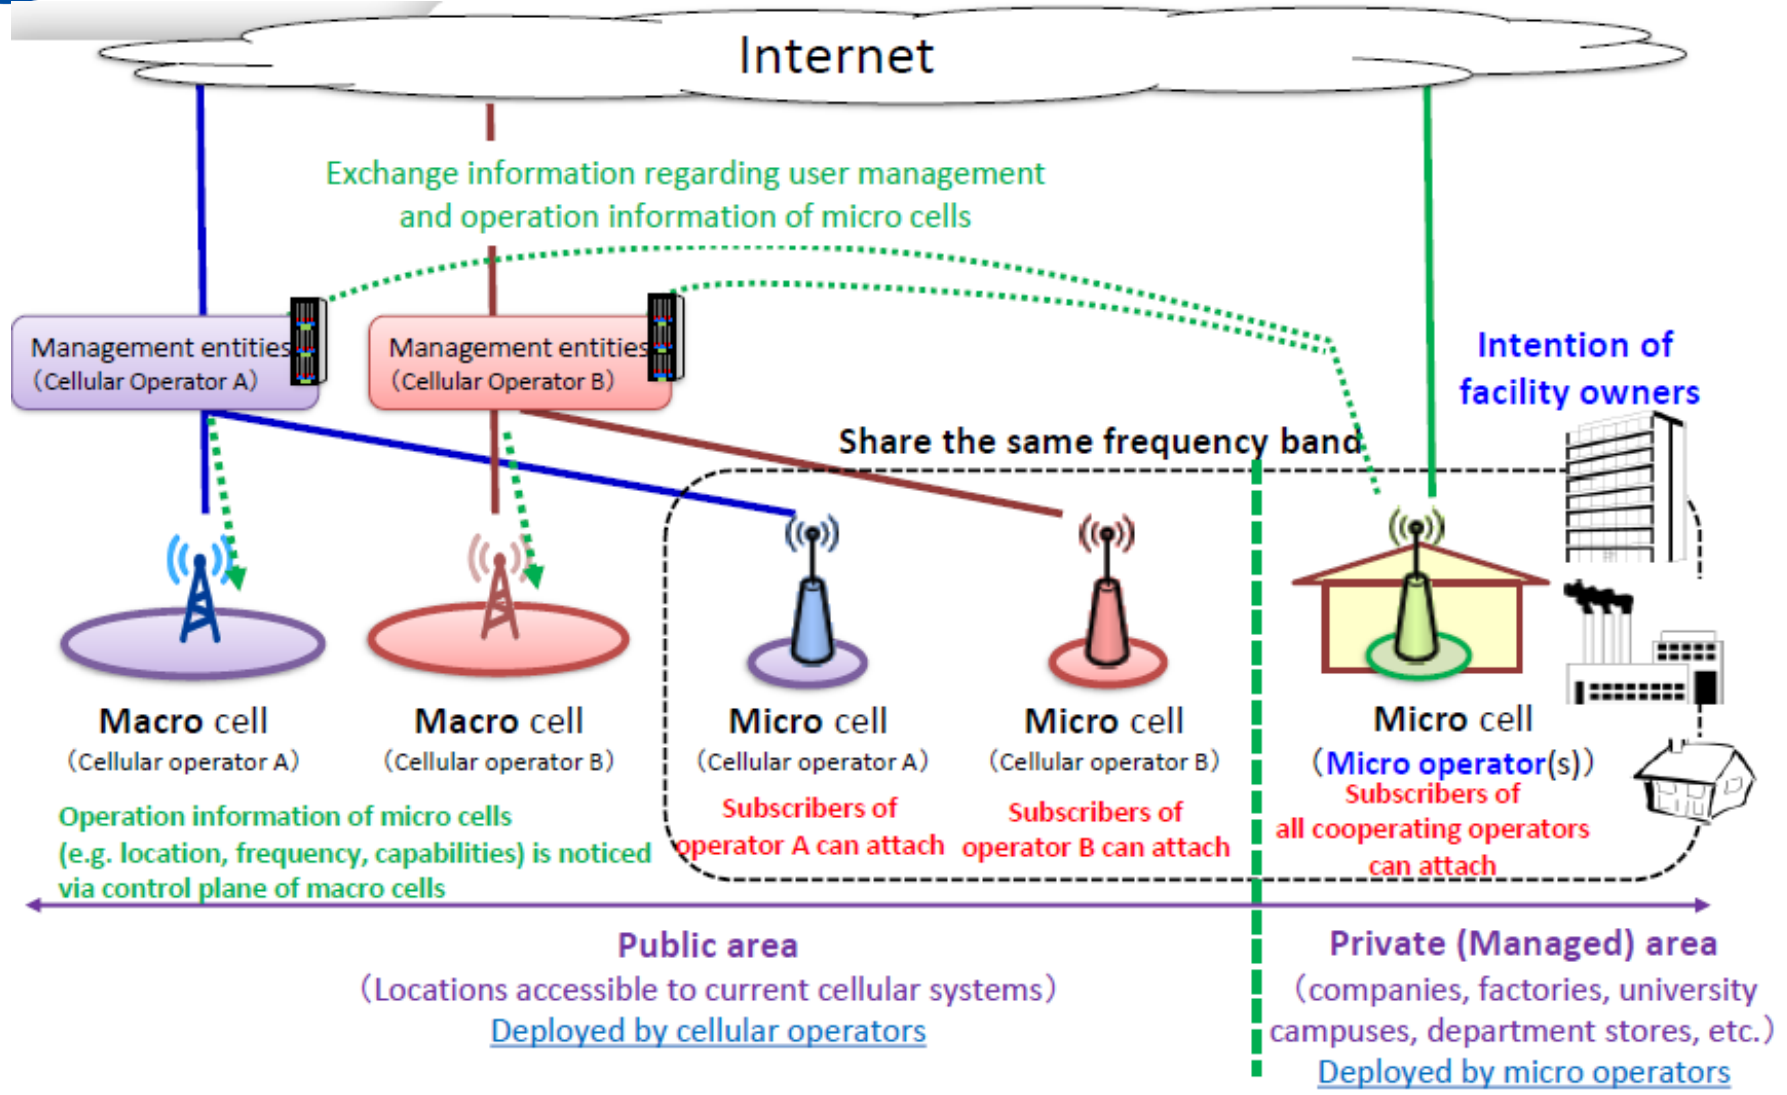 Internet
Exchange information regarding user management
and operation information of micro cells
Management entities
(Cellular Operator A)
Management entities
(Cellular Operator B)
Intention of
facility owners
Share the same frequency band
Macro cell
(Cellular operator A)
Macro cell
(Cellular operator B)
Micro cell
(Cellular operator A)
Micro cell
(Cellular operator B)
Micro cell
(Micro operator(s))
Operation information of micro cells
(e.g. location, frequency, capabilities) is noticed
via control plane of macro cells
Subscribers of
operator A can attach
Subscribers of
operator B can attach
Subscribers of
all cooperating operators
can attach
Public area
(Locations accessible to current cellular systems)
Deployed by cellular operators
Private (Managed) area
(companies, factories, university
campuses, department stores, etc.)
Deployed by micro operators